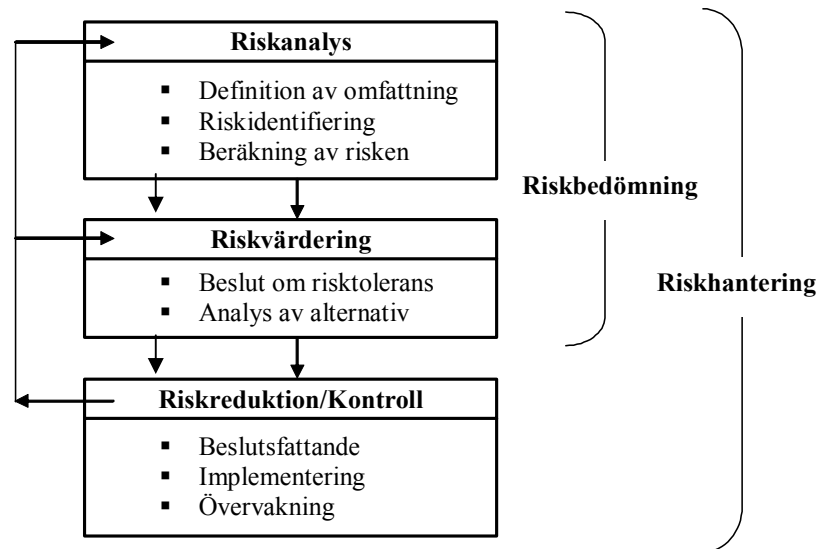 Riskanalys
▪ Definition av omfattning
▪ Riskidentifiering
▪ Beräkning av risken
Riskbedömning
Riskvärdering
▪ Beslut om risktolerans
▪ Analys av alternativ
Riskhantering
Riskreduktion/Kontroll
▪ Beslutsfattande
▪ Implementering
▪ Övervakning